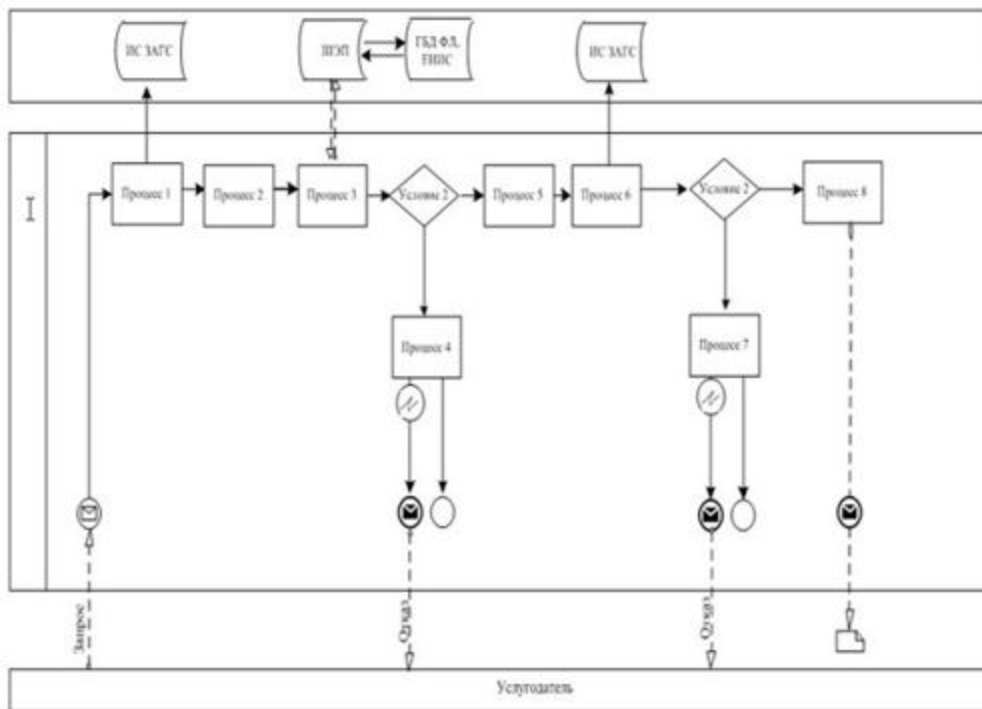 ИС ЗАГС
ШЭП
ГБД ФЛ,
ЕНИС
ИС ЗАГС
Процесс 1
Процесс 2
Процесс 3
Условие 2
Процесс 5
Процесс 6
Условие 2
Процесс 8
Процесс 4
Процесс 7
Запрос
Отказ
Отказ
Услугодатель